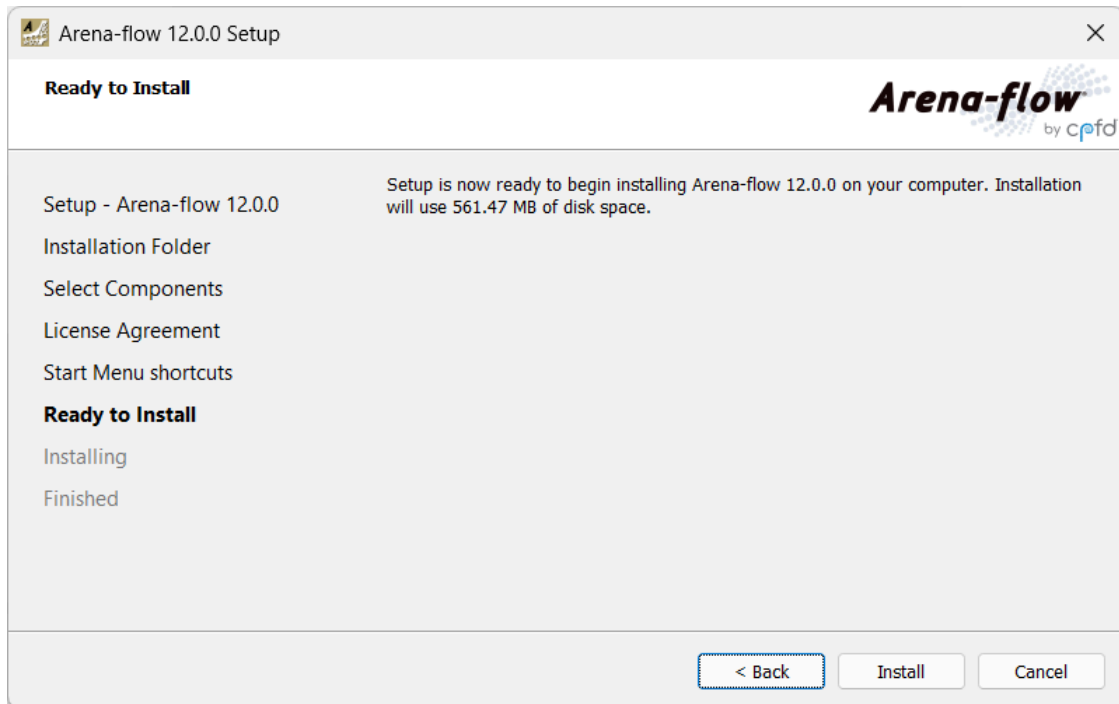 Arena-flow 12.0.0 Setup
Ready to Install
Arena-flow
by cpfd
Setup - Arena-flow 12.0.0
Installation Folder
Select Components
License Agreement
Start Menu shortcuts
Ready to Install
Installing
Finished
Setup is now ready to begin installing Arena-flow 12.0.0 on your computer. Installation
will use 561.47 MB of disk space.
< Back
Install
Cancel